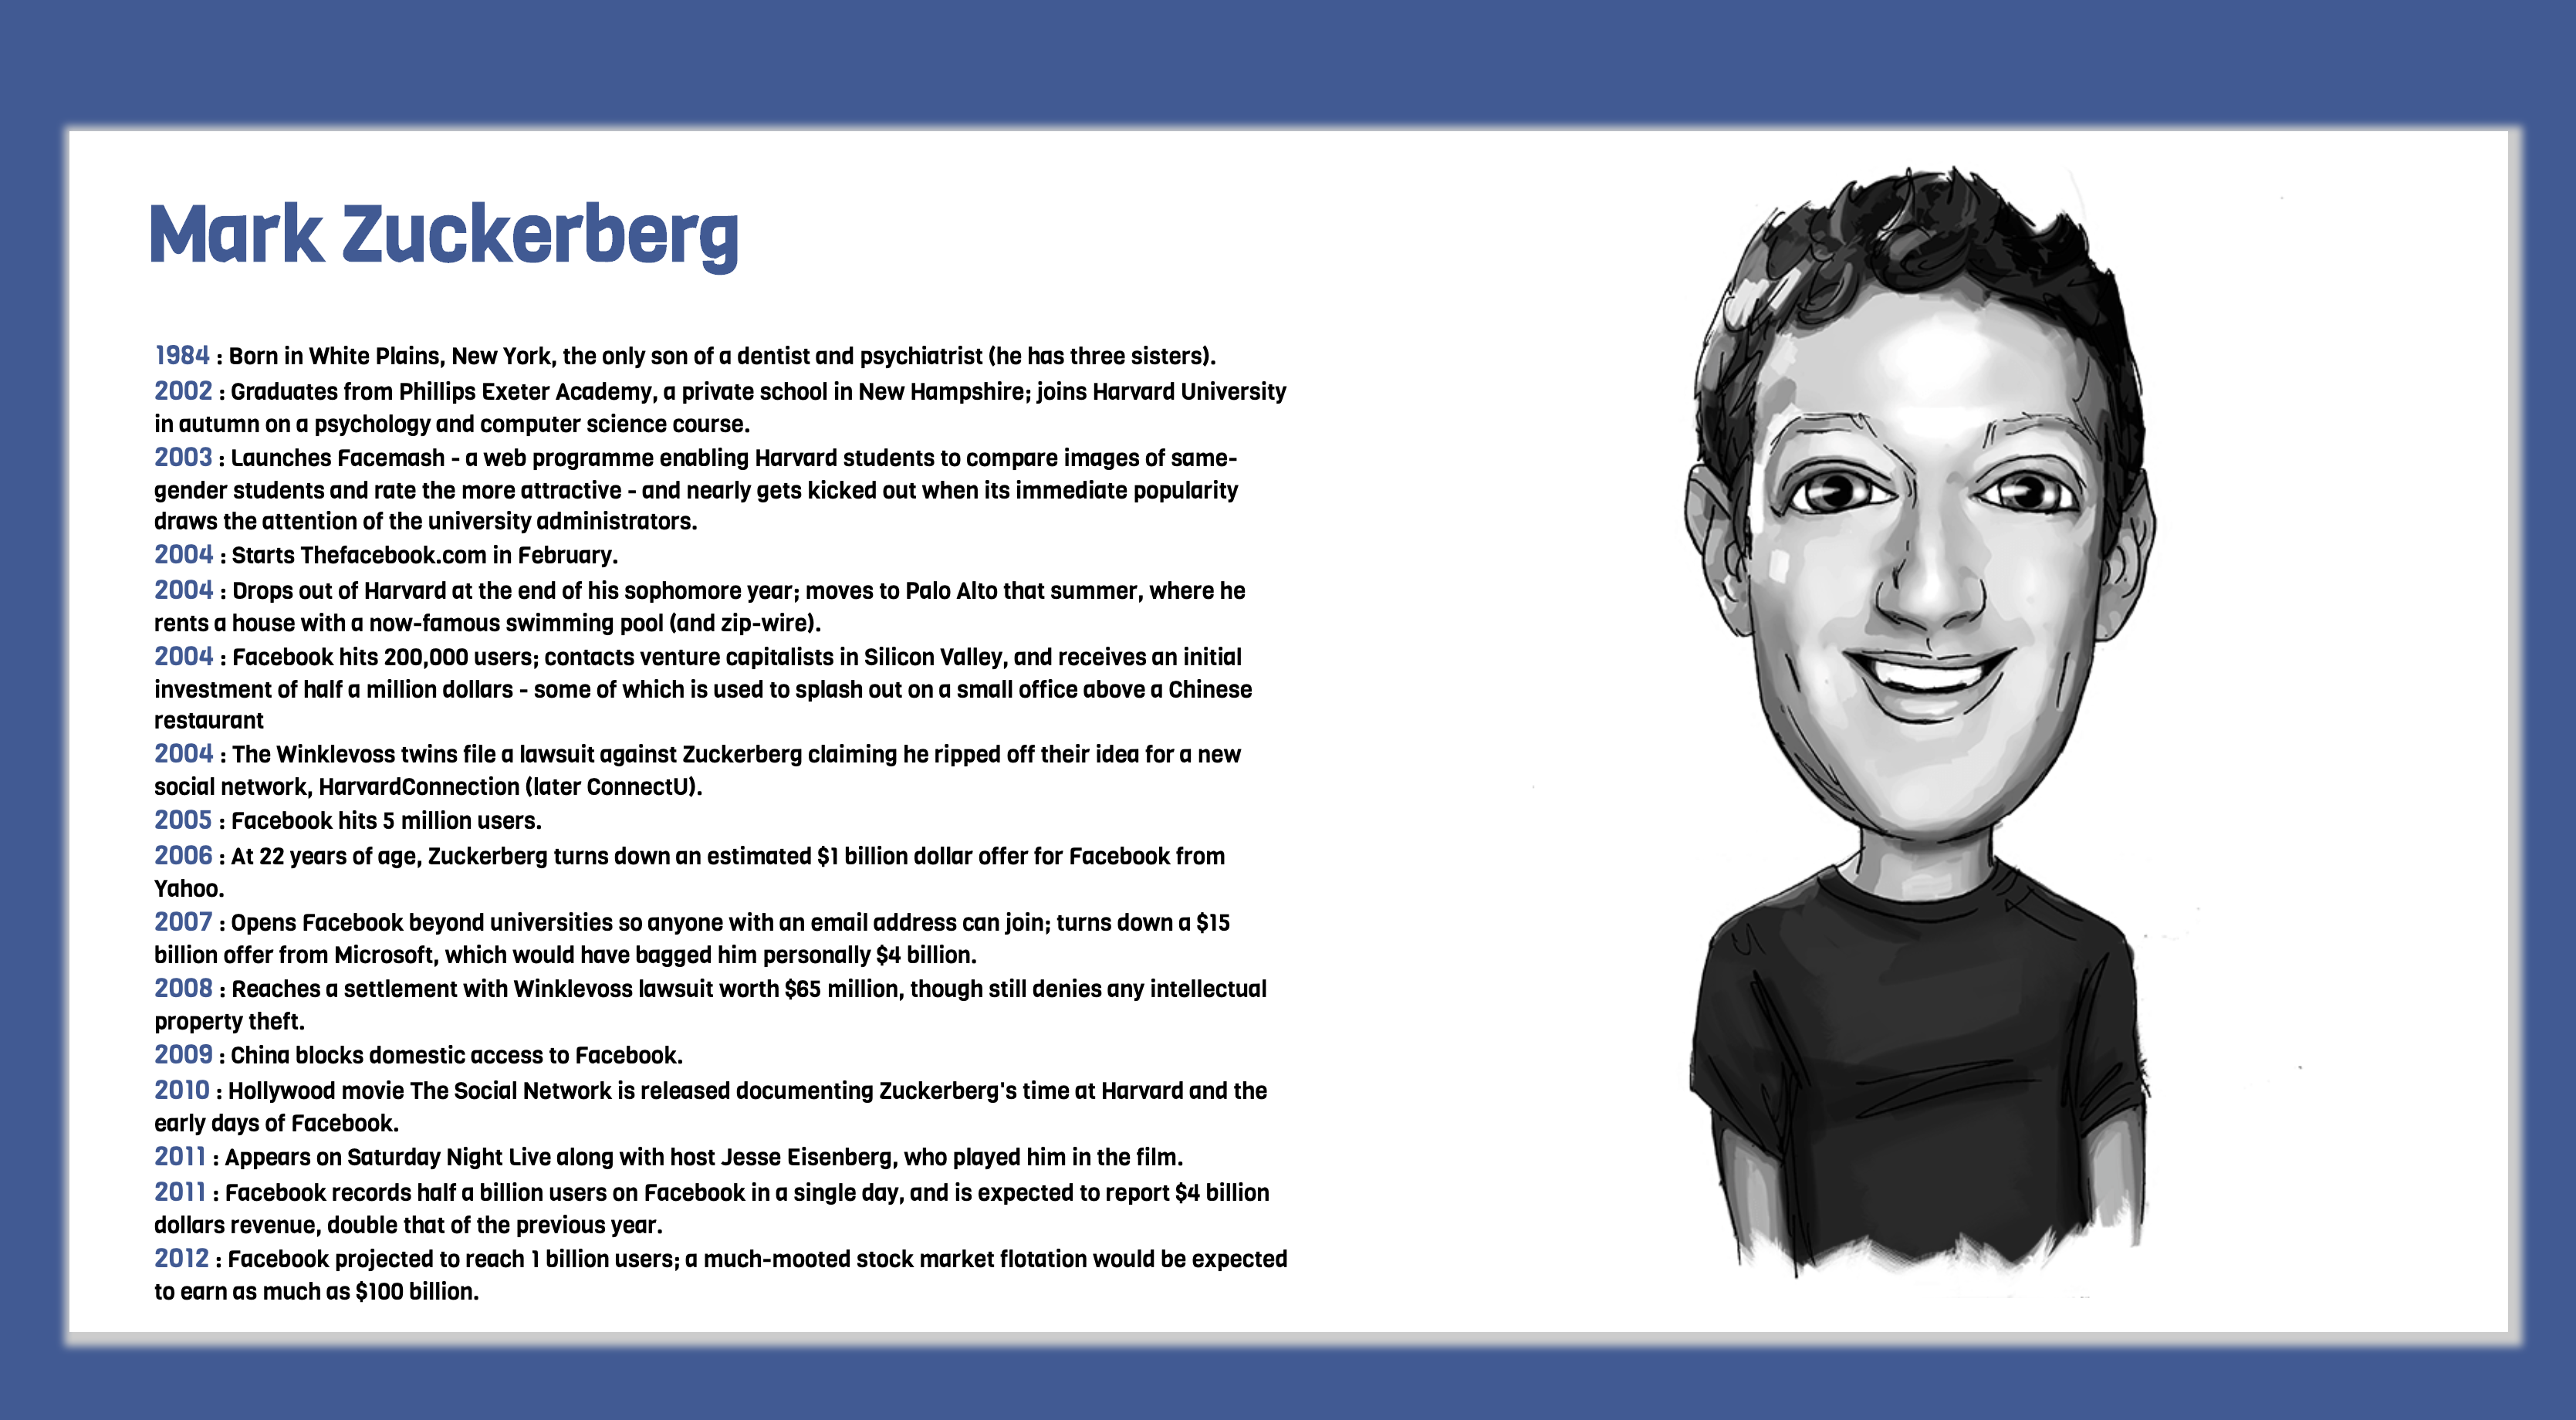 Mark Zuckerberg
1984 : Born in White Plains, New York, the only son of a dentist and psychiatrist (he has three sisters).
2002 : Graduates from Phillips Exeter Academy, a private school in New Hampshire; joins Harvard University
in autumn on a psychology and computer science course.
2003 : Launches Facemash - a web programme enabling Harvard students to compare images of same-
gender students and rate the more attractive - and nearly gets kicked out when its immediate popularity
draws the attention of the university administrators.
2004 : Starts Thefacebook.com in February.
2004 : Drops out of Harvard at the end of his sophomore year; moves to Palo Alto that summer, where he
rents a house with a now-famous swimming pool (and zip-wire).
2004 : Facebook hits 200,000 users; contacts venture capitalists in Silicon Valley, and receives an initial
investment of half a million dollars - some of which is used to splash out on a small office above a Chinese
restaurant
2004 : The Winklevoss twins file a lawsuit against Zuckerberg claiming he ripped off their idea for a new
social network, HarvardConnection (later ConnectU).
2005 : Facebook hits 5 million users.
2006 : At 22 years of age, Zuckerberg turns down an estimated $1 billion dollar offer for Facebook from
Yahoo.
2007 : Opens Facebook beyond universities so anyone with an email address can join; turns down a $15
billion offer from Microsoft, which would have bagged him personally $4 billion.
2008 : Reaches a settlement with Winklevoss lawsuit worth $65 million, though still denies any intellectual
property theft.
2009 : China blocks domestic access to Facebook.
2010 : Hollywood movie The Social Network is released documenting Zuckerberg's time at Harvard and the
early days of Facebook.
2011 : Appears on Saturday Night Live along with host Jesse Eisenberg, who played him in the film.
2011 : Facebook records half a billion users on Facebook in a single day, and is expected to report $4 billion
dollars revenue, double that of the previous year.
2012 : Facebook projected to reach 1 billion users; a much-mooted stock market flotation would be expected
to earn as much as $100 billion.